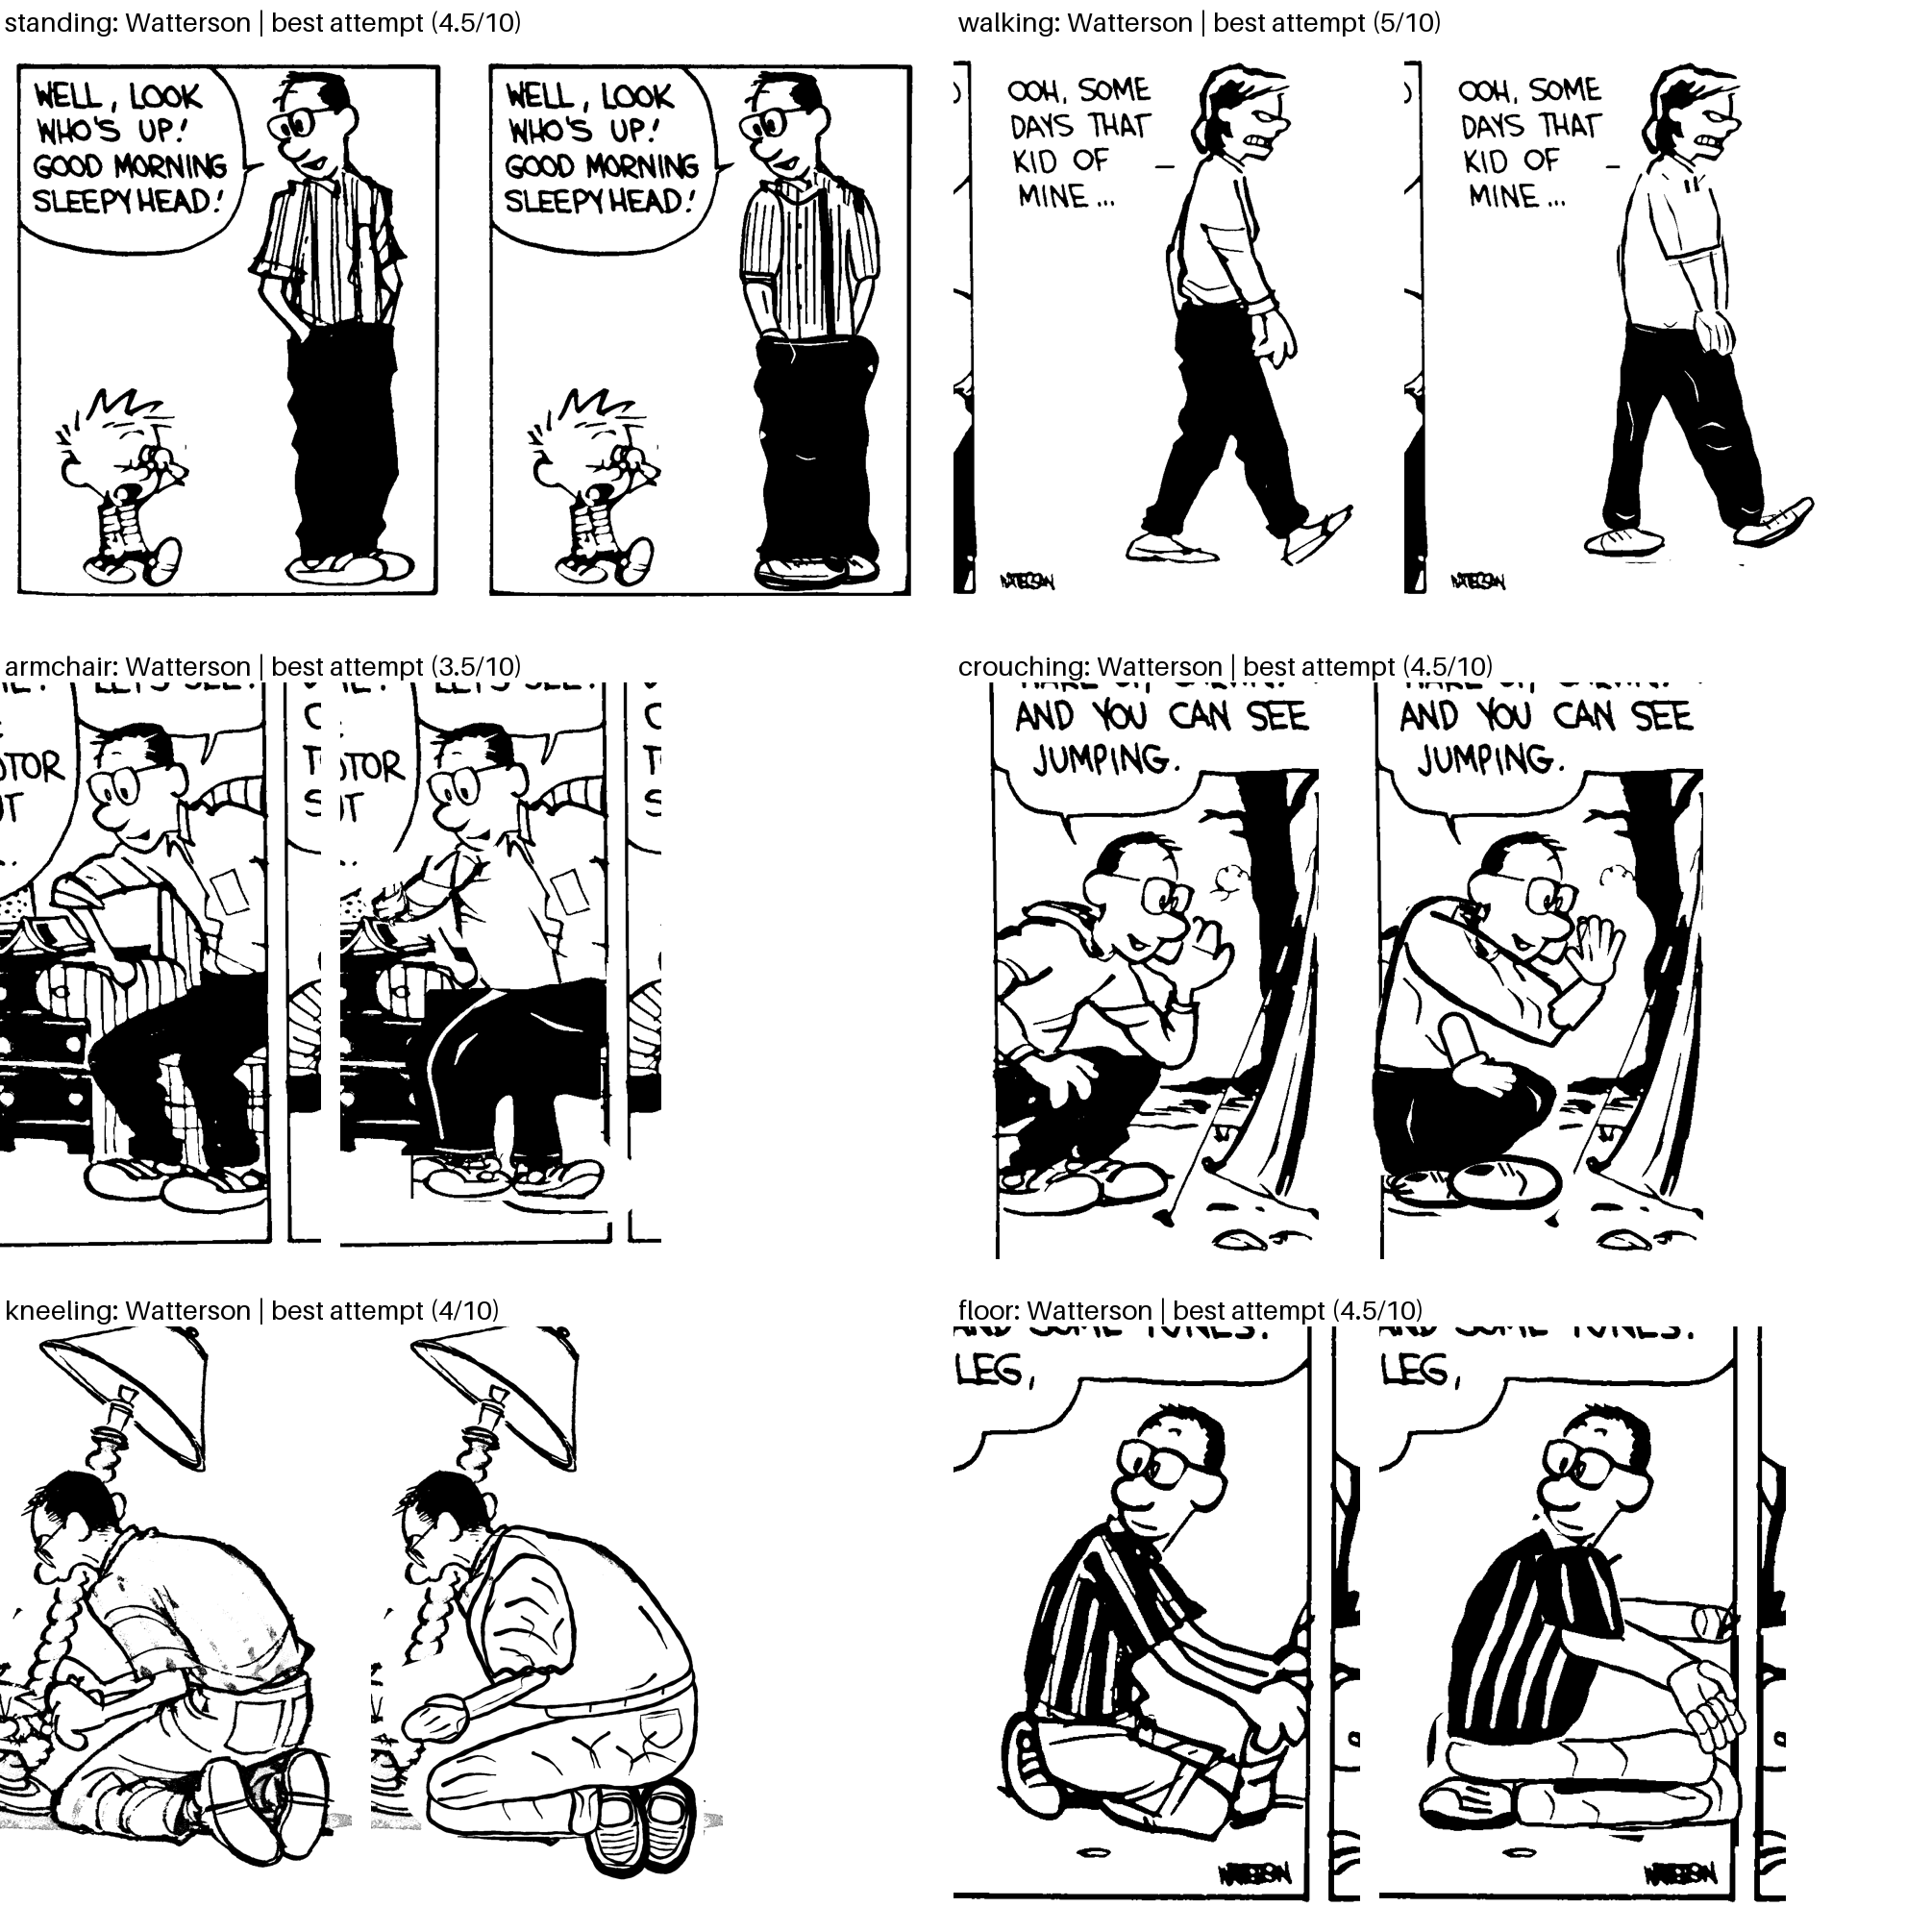 standing: Watterson | best attempt (4.5/10)
WELL, LOOK
WHO'S UP!
GOOD MORNING
SLEEPYHEAD!
WELL, LOOK
WHO'S UP!
GOOD MORNING
SLEEPYHEAD!
walking: Watterson | best attempt (5/10)
OOH, SOME
DAYS THAT
KID OF
MINE...
OOH, SOME
DAYS THAT
KID OF
MINE...
armchair: Watterson | best attempt (3.5/10)
crouching: Watterson | best attempt (4.5/10)
AND YOU CAN SEE
JUMPING.
AND YOU CAN SEE
JUMPING.
kneeling: Watterson | best attempt (4/10)
floor: Watterson | best attempt (4.5/10)
LEG,
LEG,